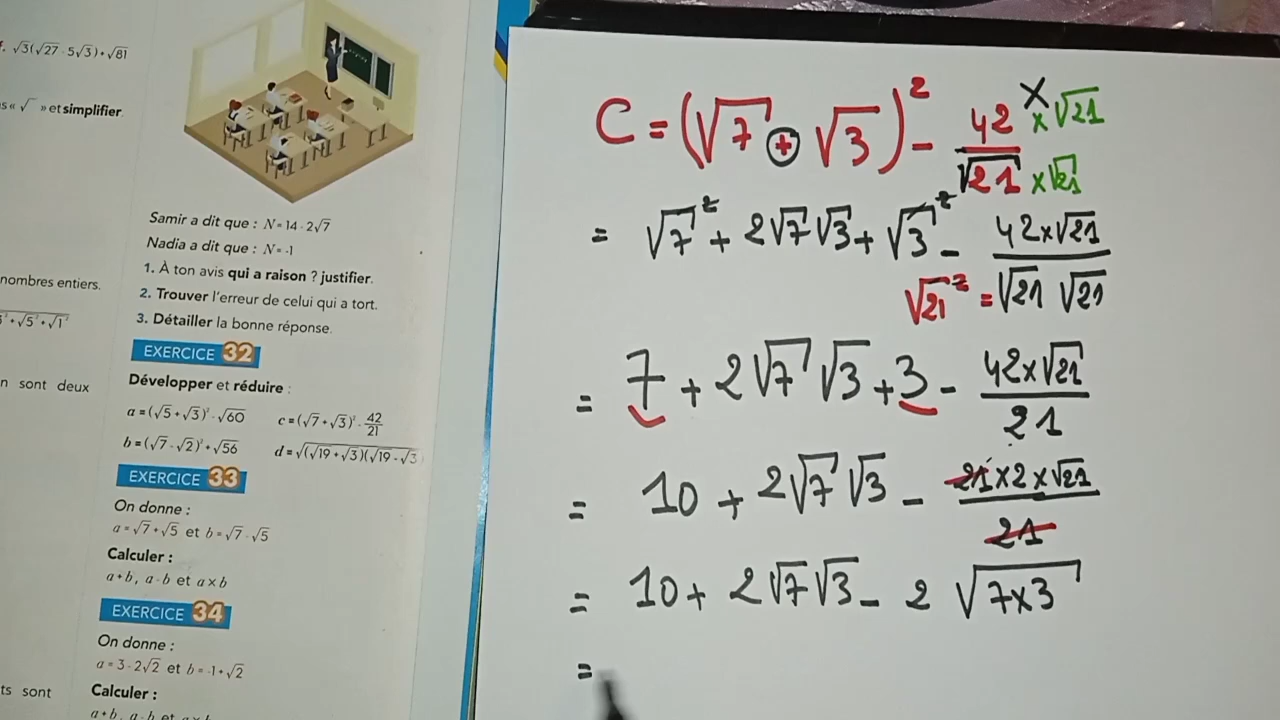 √3(√27 - 5√3) + √81
s « √ » et simplifier.
nombres entiers.
n sont deux
ts sont
Samir a dit que : N = 14 - 2√7
Nadia a dit que : N = -1
1. À ton avis qui a raison ? justifier.
2. Trouver l'erreur de celui qui a tort.
3. Détailler la bonne réponse.
EXERCICE 32
Développer et réduire :
a = (√5 + √3)² - √60 c = (√7 + √3)² - 42/21
b = (√7 - √2)² + √56 d = √((√19 + √3)(√19 - √3
EXERCICE 33
On donne :
a = √7 + √5 et b = √7 - √5
Calculer :
a + b, a - b et a × b
EXERCICE 34
On donne :
a = 3 - 2√2 et b = -1 + √2
Calculer :
C = (√7 + √3)² - 42 × √21 / √21 × √21
= √7² + 2√7√3 + √3² - 42×√21 / √21 √21
√21² =
= 7 + 2√7 √3 + 3 - 42×√21 / 21
= 10 + 2√7 √3 - 21×2×√21 / 21
= 10 + 2√7√3 - 2 √7×3
=